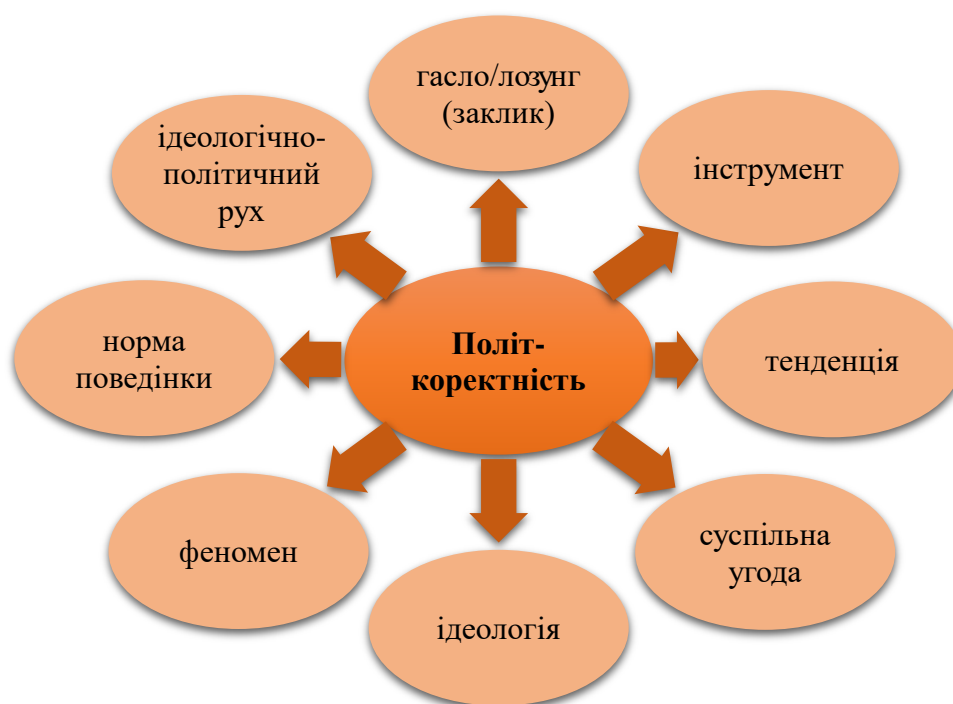 гасло/лозунг
(заклик)
ідеологічно-
політичний
рух
інструмент
норма
поведінки
Політ-
коректність
тенденція
феномен
суспільна
угода
ідеологія